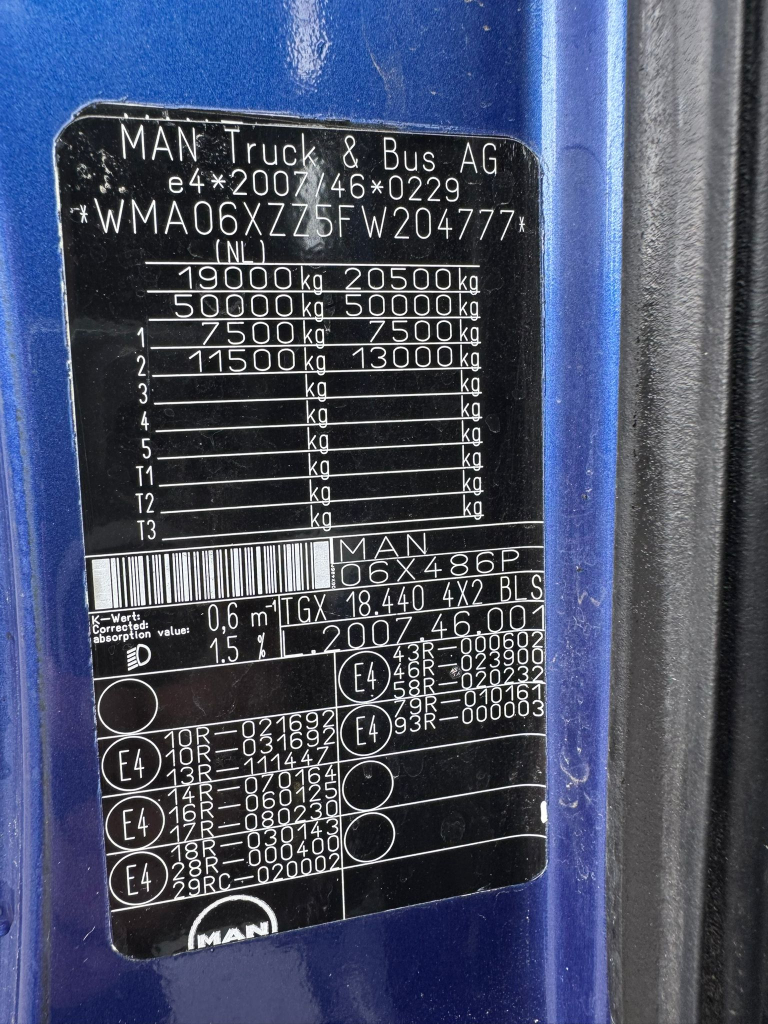 MAN Truck & Bus AG
e4*2007/46*0229
*WMA06XZZ5FW204777*
(NL)
19000 kg 20500 kg
50000 kg 50000 kg
1 7500 kg 7500 kg
2 11500 kg 13000 kg
3 kg kg
4 kg kg
5 kg kg
T1 kg kg
T2 kg kg
T3 kg kg
MAN
06X486P
K-Wert:
Corrected:
absorption value:
0,6 m⁻¹
1.5 %
TGX 18.440 4X2 BLS
L.2007.46.001
E4
43R-000602
46R-023900
58R-020232
E4
79R-010161
93R-000003
E4
10R-021692
10R-031692
13R-111447
E4
14R-070164
16R-060125
17R-080230
E4
18R-030143
28R-000400
29RC-020002
MAN